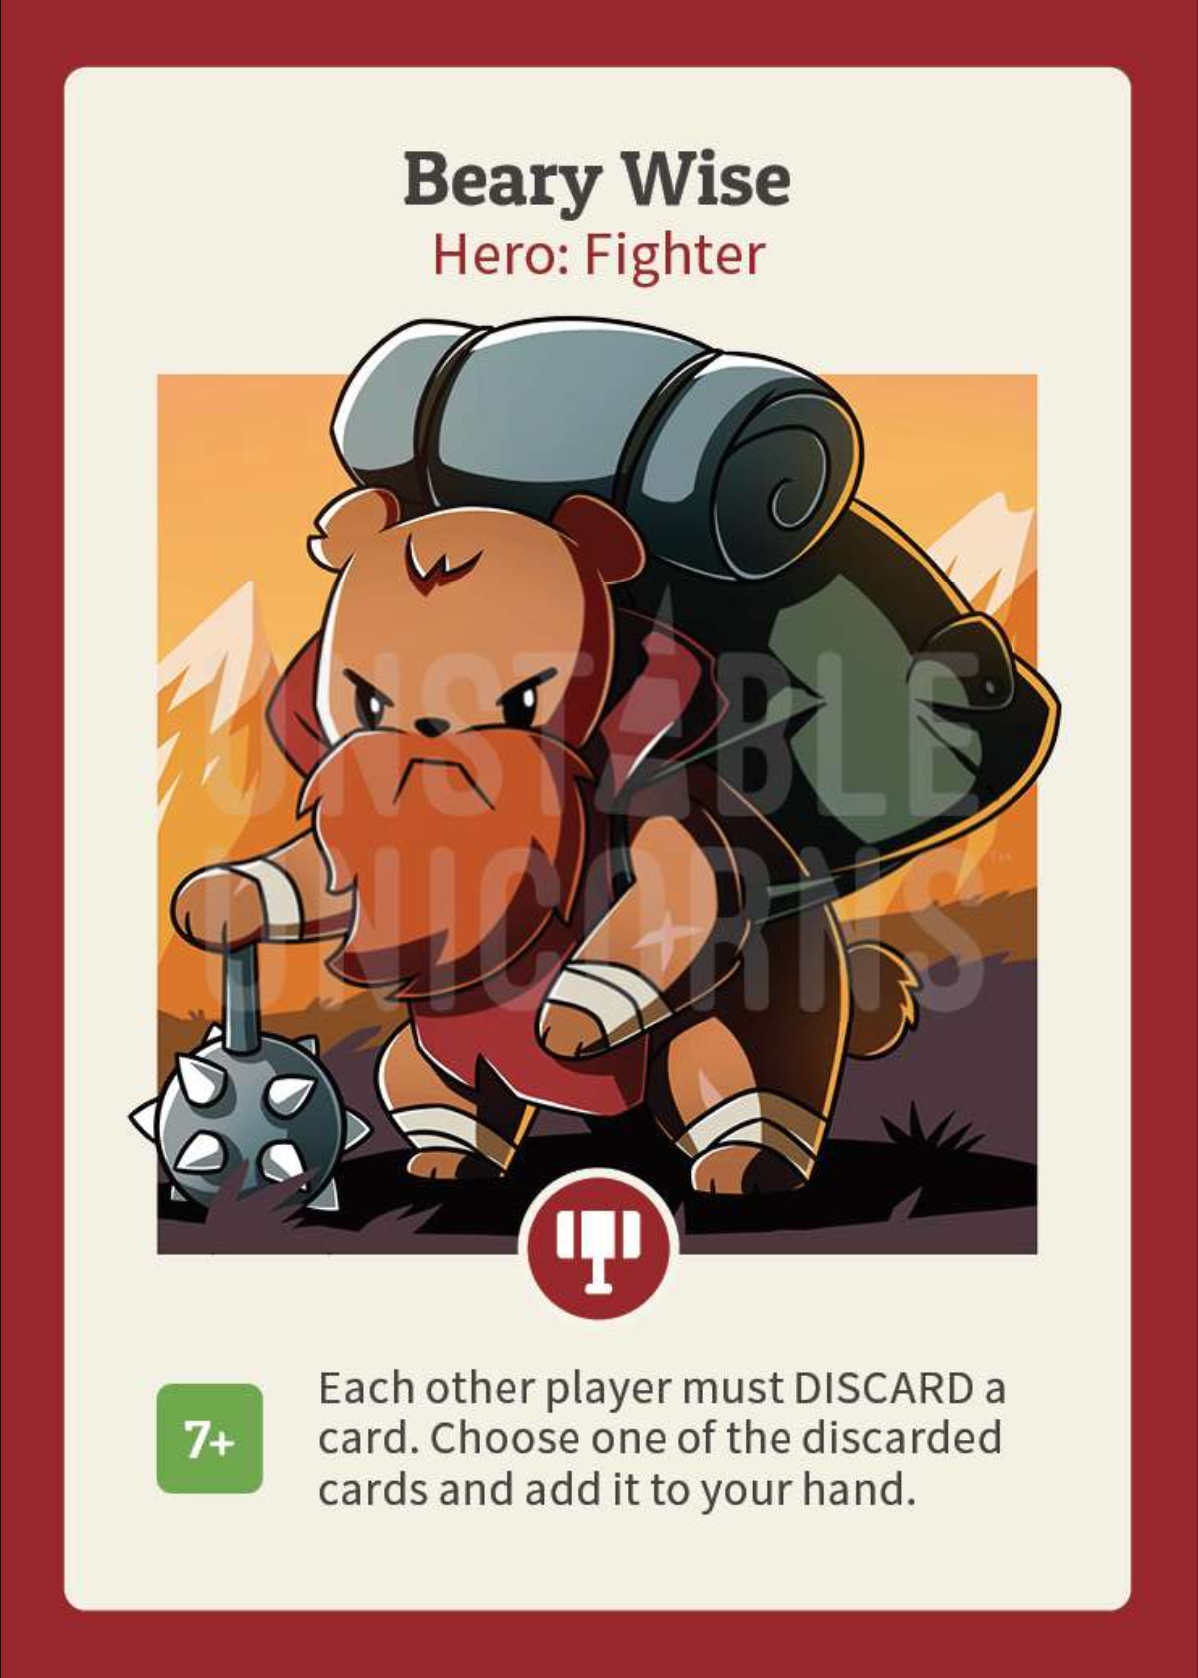 Beary Wise
Hero: Fighter
UNSTABLE
UNICORNS™
7+
Each other player must DISCARD a
card. Choose one of the discarded
cards and add it to your hand.